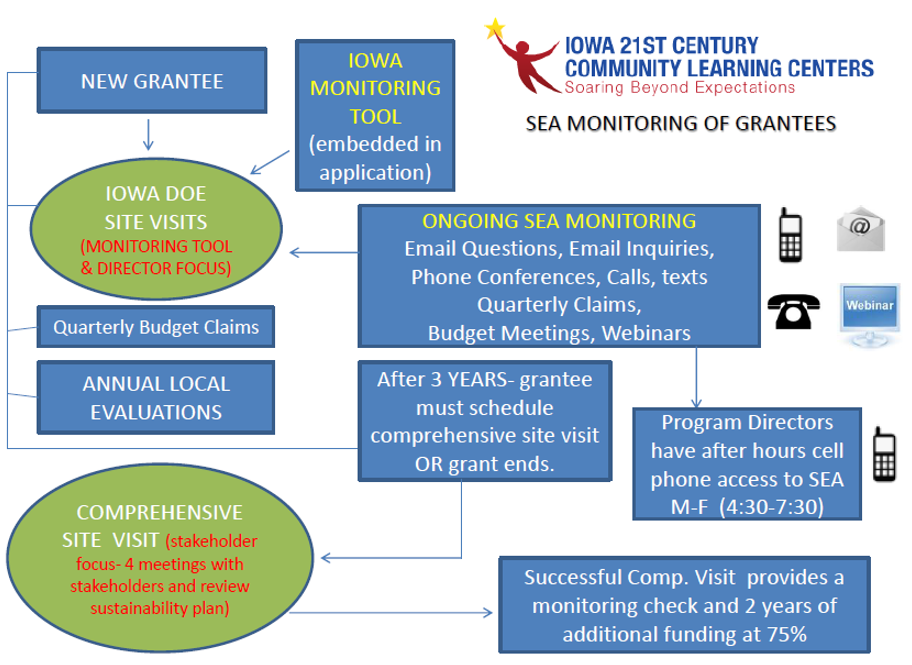 IOWA 21ST CENTURY
COMMUNITY LEARNING CENTERS
Soaring Beyond Expectations
SEA MONITORING OF GRANTEES
NEW GRANTEE
IOWA
MONITORING
TOOL
(embedded in
application)
IOWA DOE
SITE VISITS
(MONITORING TOOL
& DIRECTOR FOCUS)
ONGOING SEA MONITORING
Email Questions, Email Inquiries,
Phone Conferences, Calls, texts
Quarterly Claims,
Budget Meetings, Webinars
@
Webinar
Quarterly Budget Claims
ANNUAL LOCAL
EVALUATIONS
After 3 YEARS- grantee
must schedule
comprehensive site visit
OR grant ends.
Program Directors
have after hours cell
phone access to SEA
M-F (4:30-7:30)
COMPREHENSIVE
SITE VISIT (stakeholder
focus- 4 meetings with
stakeholders and review
sustainability plan)
Successful Comp. Visit provides a
monitoring check and 2 years of
additional funding at 75%